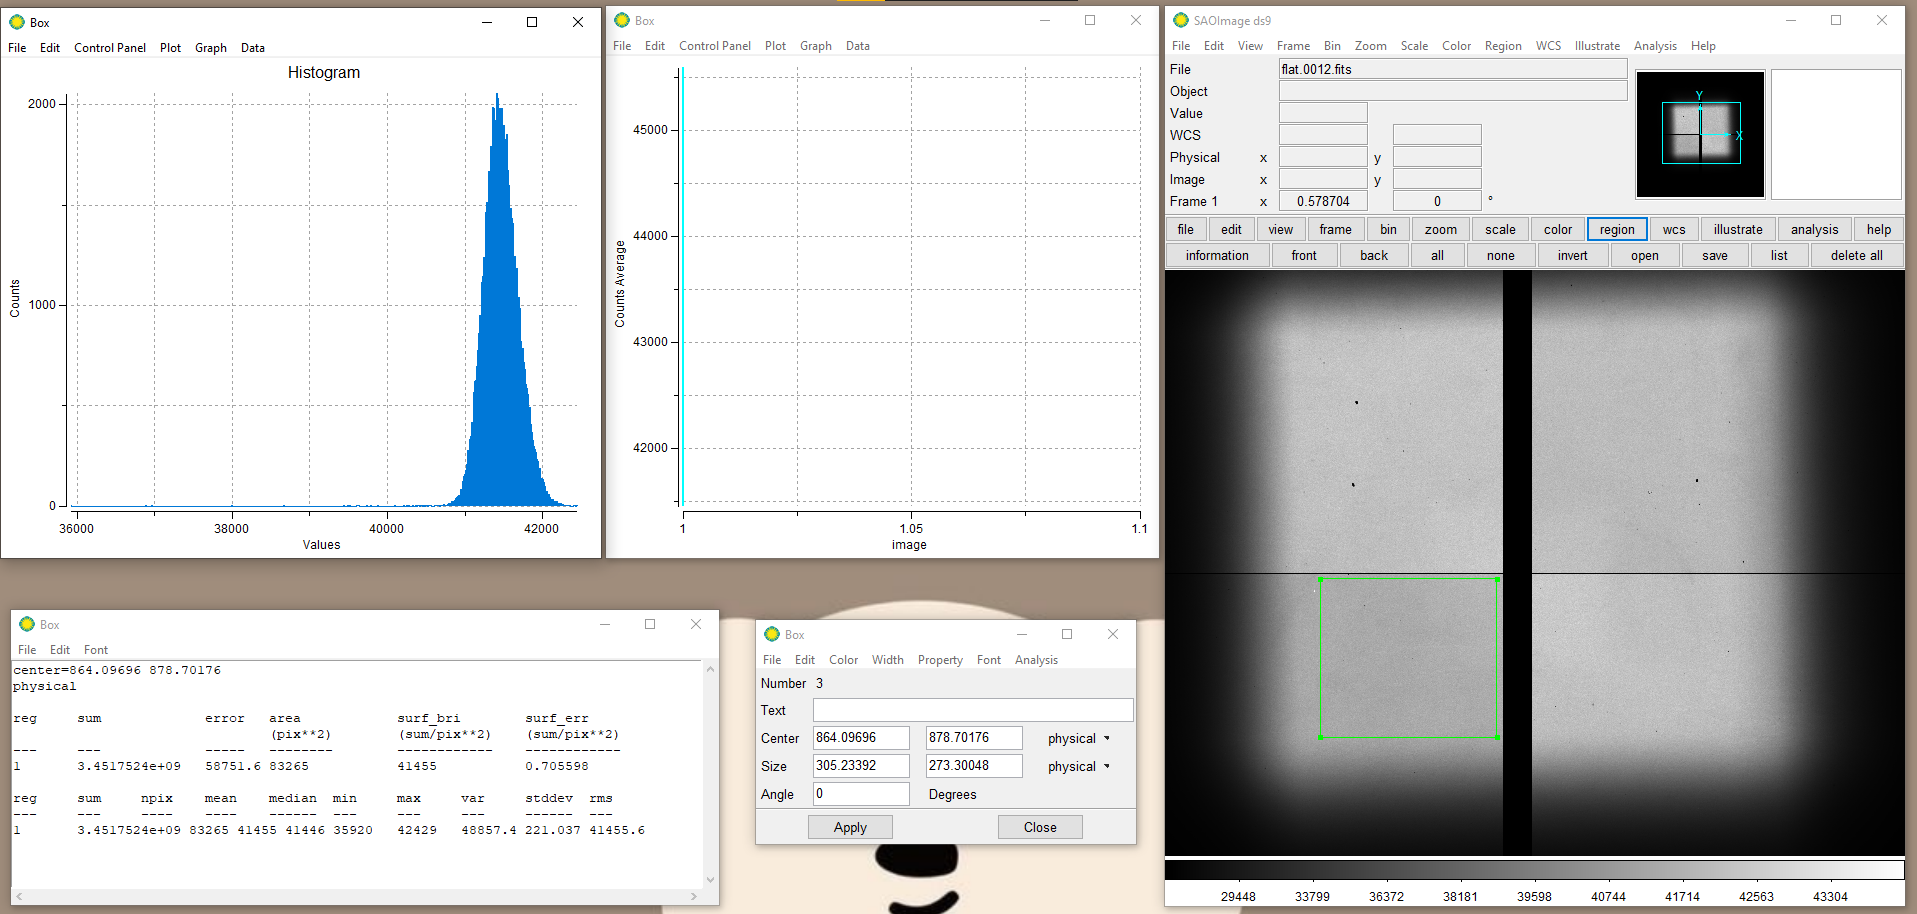 Box
File Edit Control Panel Plot Graph Data
Histogram
2000
1000
0
Counts
36000 38000 40000 42000
Values
Box
File Edit Control Panel Plot Graph Data
45000
44000
43000
42000
Counts Average
1 1.05 1.1
image
SAOImage ds9
File Edit View Frame Bin Zoom Scale Color Region WCS Illustrate Analysis Help
File flat.0012.fits
Object
Value
WCS
Physical x y
Image x y
Frame 1 x 0.578704 0 °
Y
X
file edit view frame bin zoom scale color region wcs illustrate analysis help
information front back all none invert open save list delete all
29448 33799 36372 38181 39598 40744 41714 42563 43304
Box
File Edit Font
center=864.09696 878.70176
physical
reg sum error area surf_bri surf_err
(pix**2) (sum/pix**2) (sum/pix**2)
--- --- ----- -------- ------------ ------------
1 3.4517524e+09 58751.6 83265 41455 0.705598
reg sum npix mean median min max var stddev rms
--- --- ---- ---- ------ --- --- --- ------ ---
1 3.4517524e+09 83265 41455 41446 35920 42429 48857.4 221.037 41455.6
Box
File Edit Color Width Property Font Analysis
Number 3
Text
Center 864.09696 878.70176 physical
Size 305.23392 273.30048 physical
Angle 0 Degrees
Apply Close